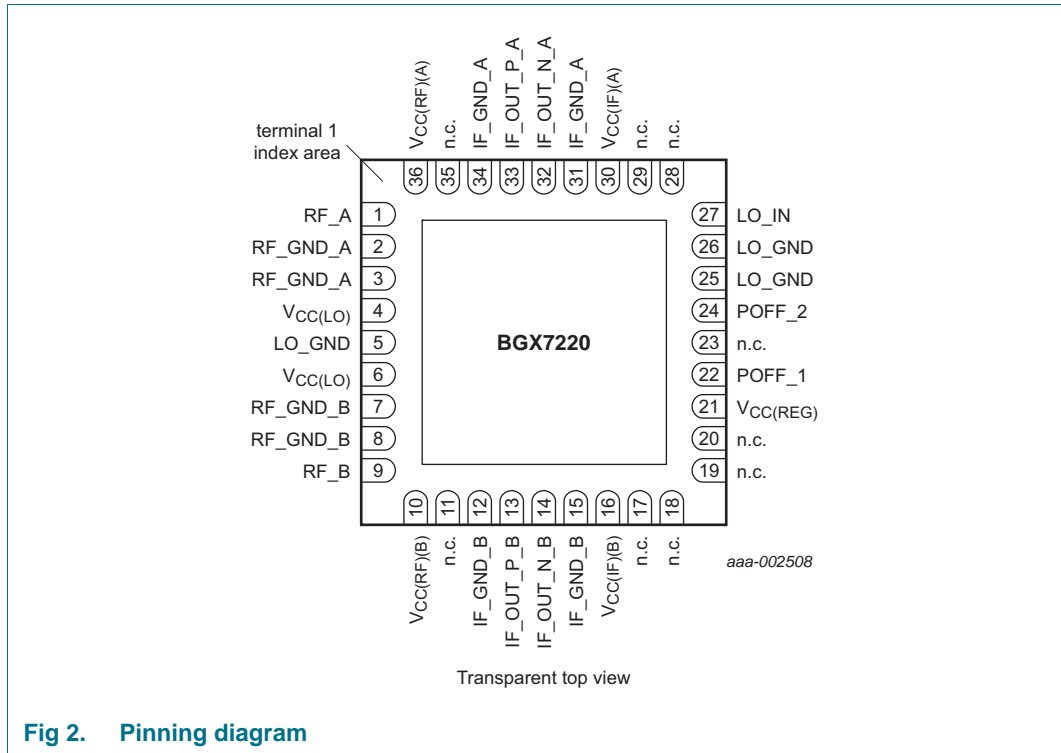 VCC(RF)(A)
n.c.
IF_GND_A
IF_OUT_P_A
IF_OUT_N_A
IF_GND_A
VCC(IF)(A)
n.c.
n.c.
terminal 1
index area
36 35 34 33 32 31 30 29 28
RF_A 1
RF_GND_A 2
RF_GND_A 3
VCC(LO) 4
LO_GND 5
VCC(LO) 6
RF_GND_B 7
RF_GND_B 8
RF_B 9
BGX7220
27 LO_IN
26 LO_GND
25 LO_GND
24 POFF_2
23 n.c.
22 POFF_1
21 VCC(REG)
20 n.c.
19 n.c.
10 11 12 13 14 15 16 17 18
VCC(RF)(B)
n.c.
IF_GND_B
IF_OUT_P_B
IF_OUT_N_B
IF_GND_B
VCC(IF)(B)
n.c.
n.c.
aaa-002508
Transparent top view
Fig 2. Pinning diagram